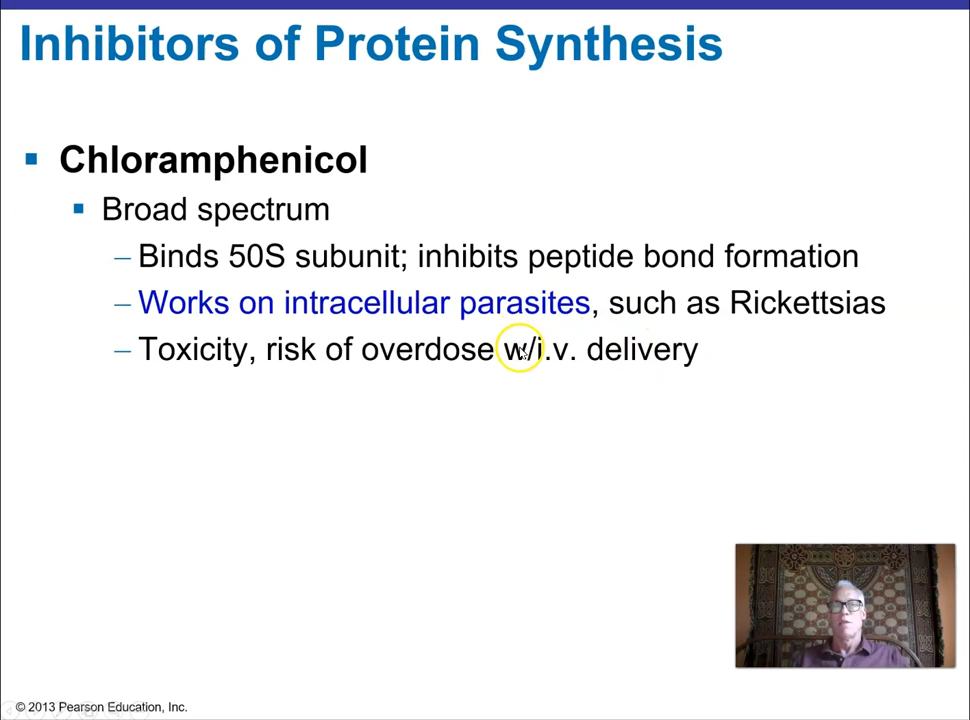 Inhibitors of Protein Synthesis
Chloramphenicol
Broad spectrum
– Binds 50S subunit; inhibits peptide bond formation
– Works on intracellular parasites, such as Rickettsias
– Toxicity, risk of overdose w/i.v. delivery
© 2013 Pearson Education, Inc.